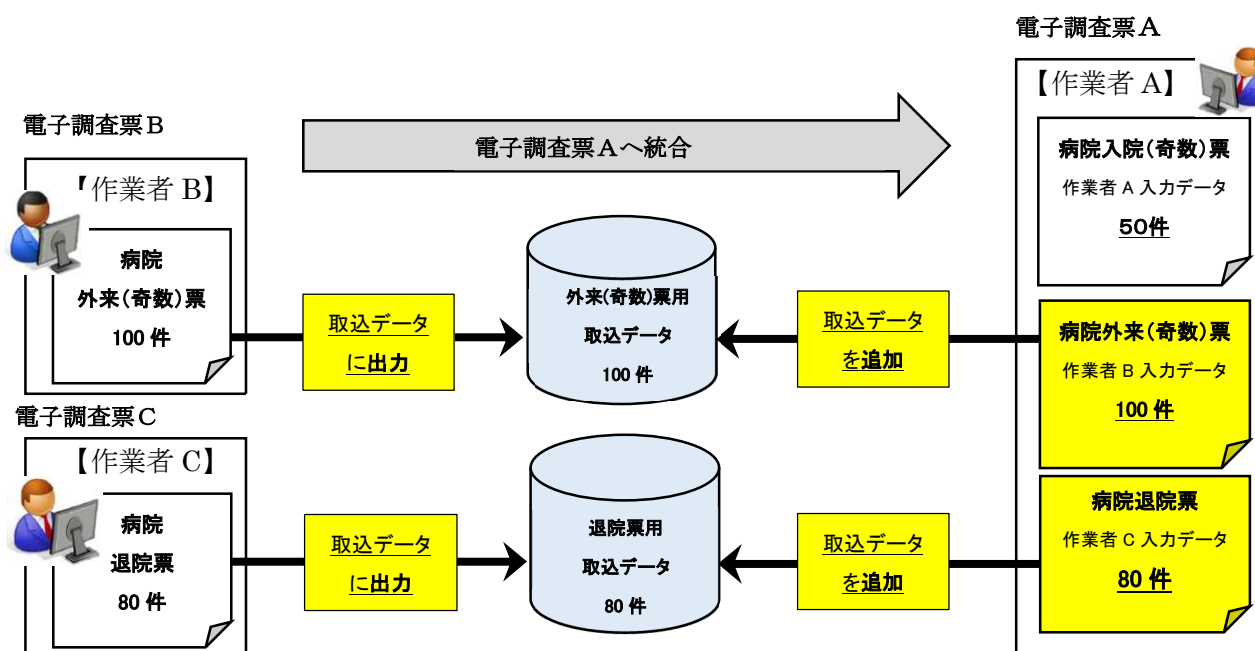 電子調査票A
【作業者 A】
病院入院(奇数)票
作業者 A 入力データ
50件
電子調査票B
『作業者 B】
病院
外来(奇数)票
100 件
電子調査票Aへ統合
取込データ
に出力
外来(奇数)票用
取込データ
100 件
取込データ
を追加
病院外来(奇数)票
作業者 B 入力データ
100 件
電子調査票C
【作業者 C】
病院
退院票
80 件
取込データ
に出力
退院票用
取込データ
80 件
取込データ
を追加
病院退院票
作業者 C 入力データ
80 件